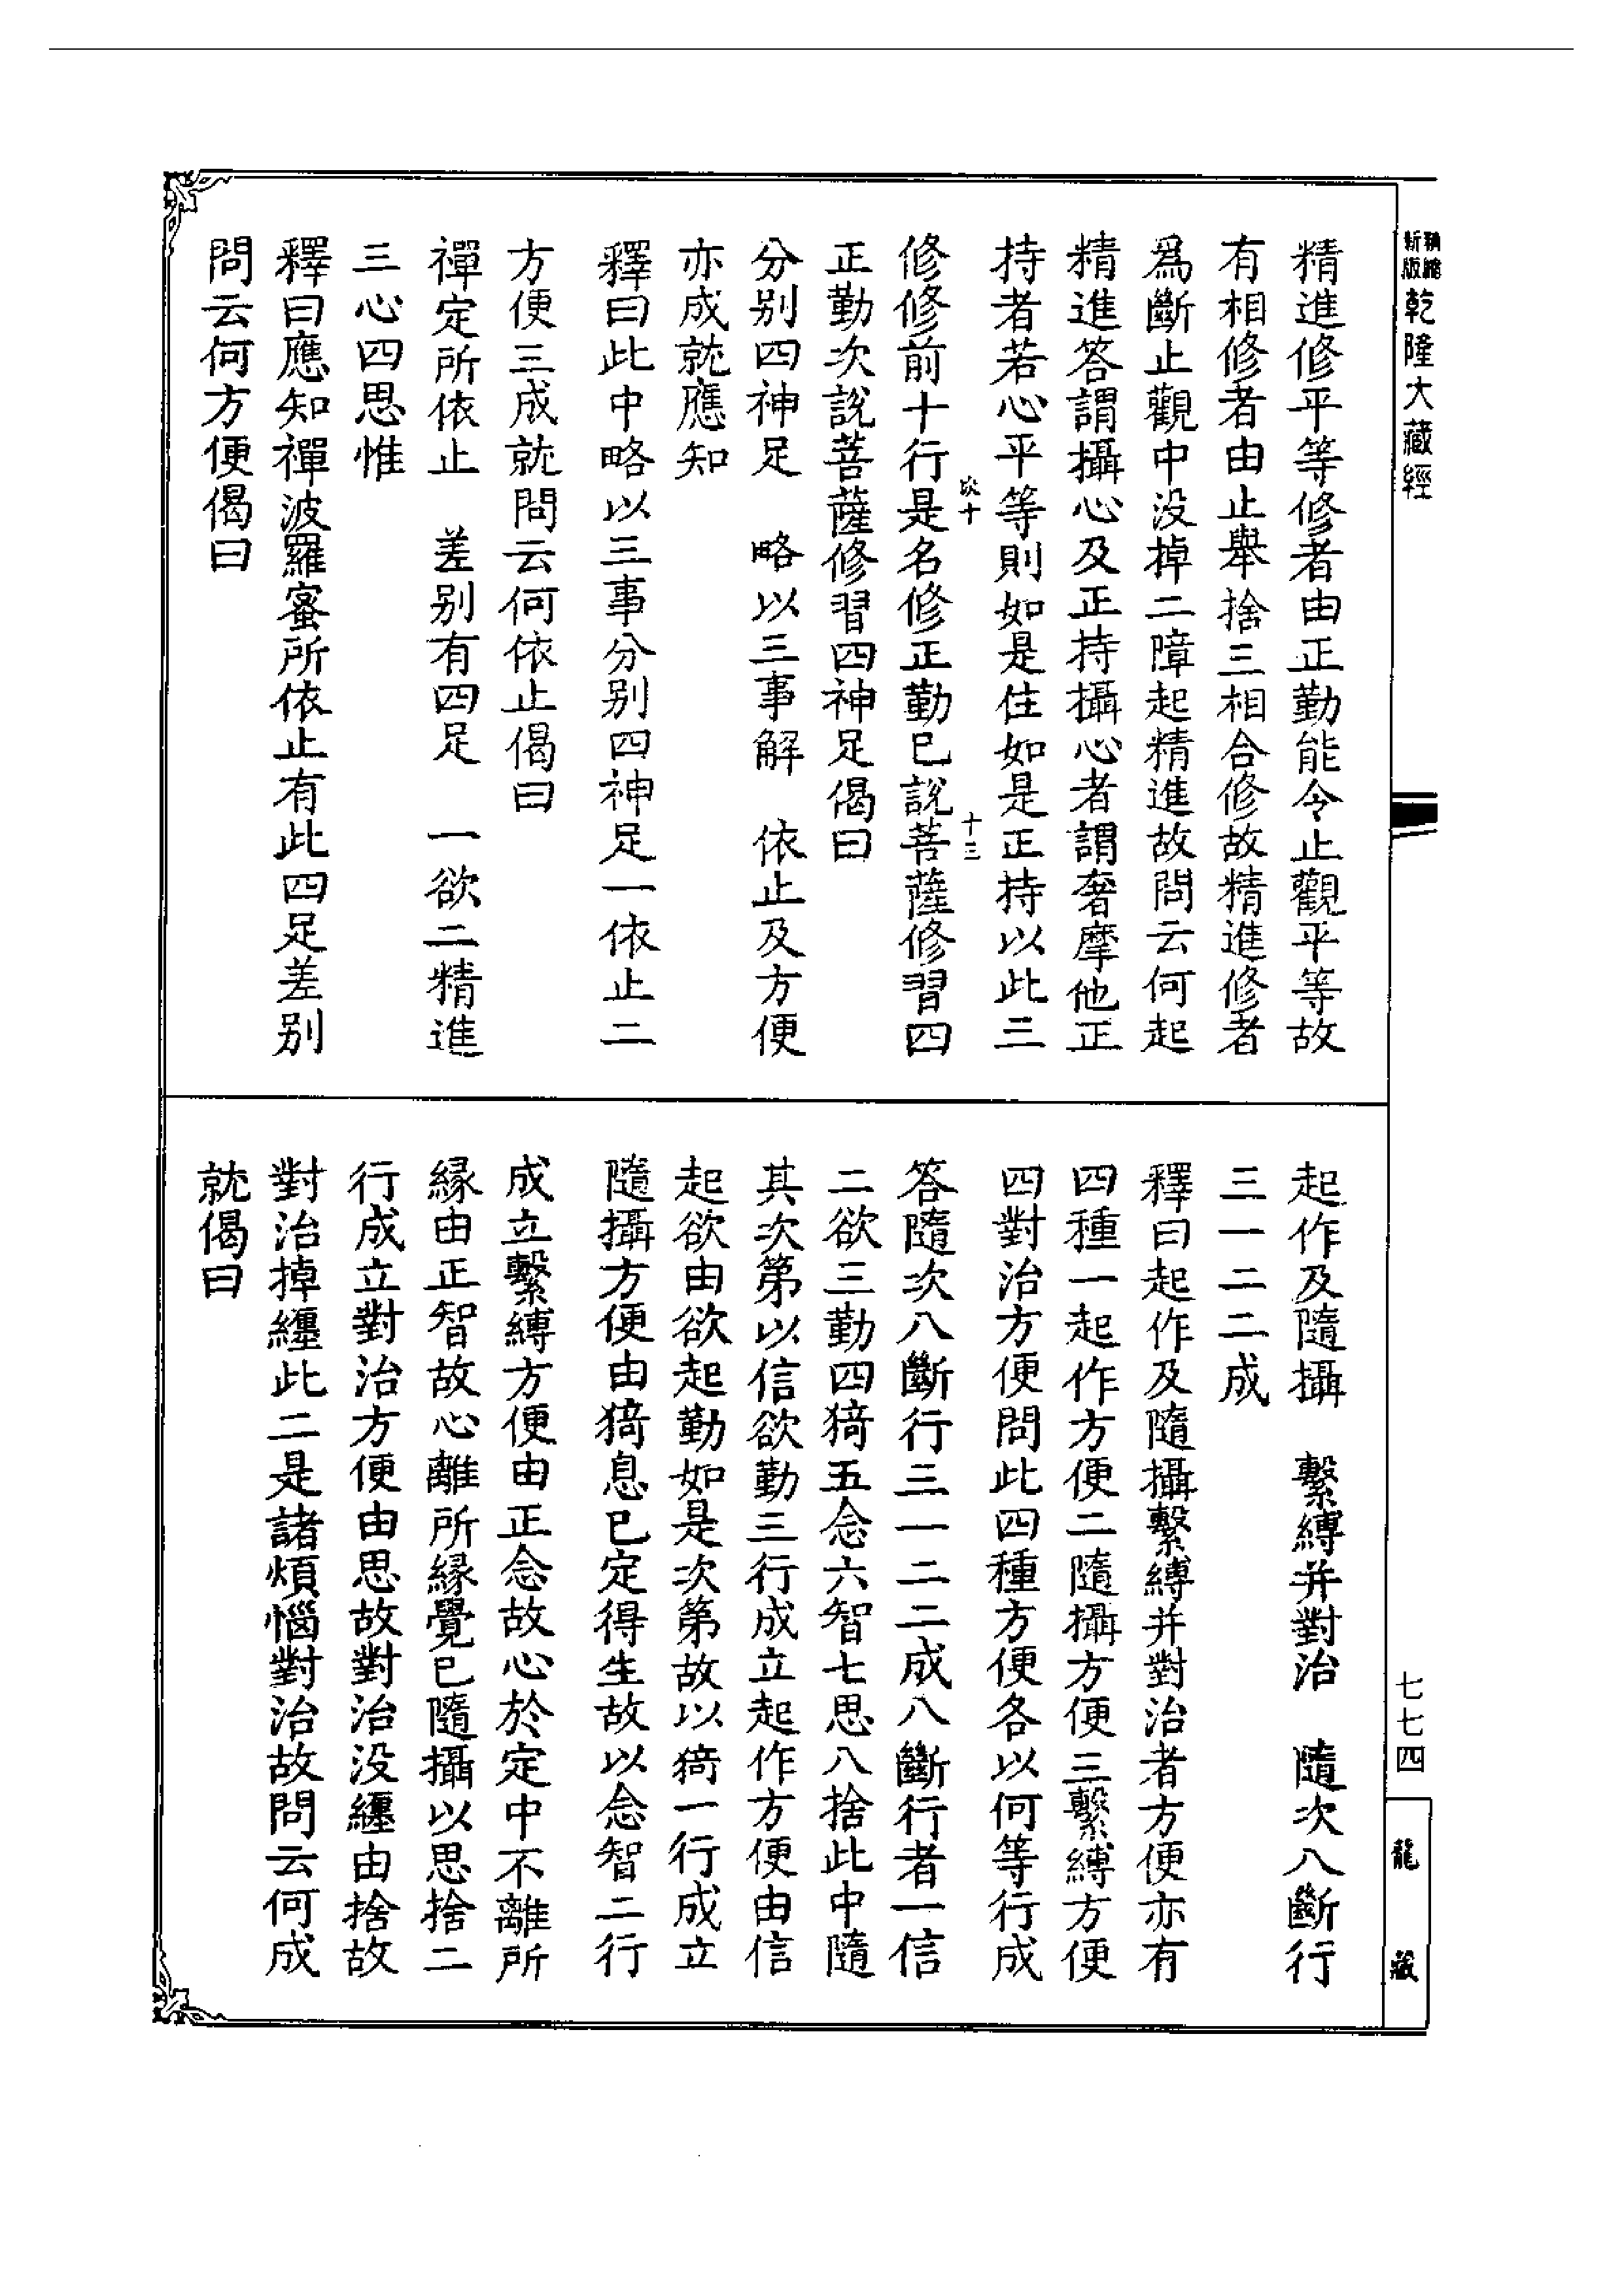 新版 精縮 乾隆大藏經
精進修平等修者由正勤能令止觀平等故
有相修者由止舉捨三相合修故精進修者
爲斷止觀中没掉二障起精進故問云何起
精進答謂攝心及正持攝心者謂奢摩他正
持者若心平等則如是住如是正持以此三
攷十 十三
修修前十行是名修正勤已說菩薩修習四
正勤次說菩薩修習四神足偈曰
分别四神足 略以三事解 依止及方便
亦成就應知
釋曰此中略以三事分别四神足一依止二
方便三成就問云何依止偈曰
禪定所依止 差别有四足 一欲二精進
三心四思惟
釋曰應知禪波羅蜜所依止有此四足差别
問云何方便偈曰
七七四
龍藏
起作及隨攝 繫縛并對治 隨次八斷行
三一二二成
釋曰起作及隨攝繫縛并對治者方便亦有
四種一起作方便二隨攝方便三繫縛方便
四對治方便問此四種方便各以何等行成
答隨次八斷行三一二二成八斷行者一信
二欲三勤四猗五念六智七思八捨此中隨
其次第以信欲勤三行成立起作方便由信
起欲由欲起勤如是次第故以猗一行成立
隨攝方便由猗息已定得生故以念智二行
成立繫縛方便由正念故心於定中不離所
緣由正智故心離所緣覺已隨攝以思捨二
行成立對治方便由思故對治没纏由捨故
對治掉纏此二是諸煩惱對治故問云何成
就偈曰